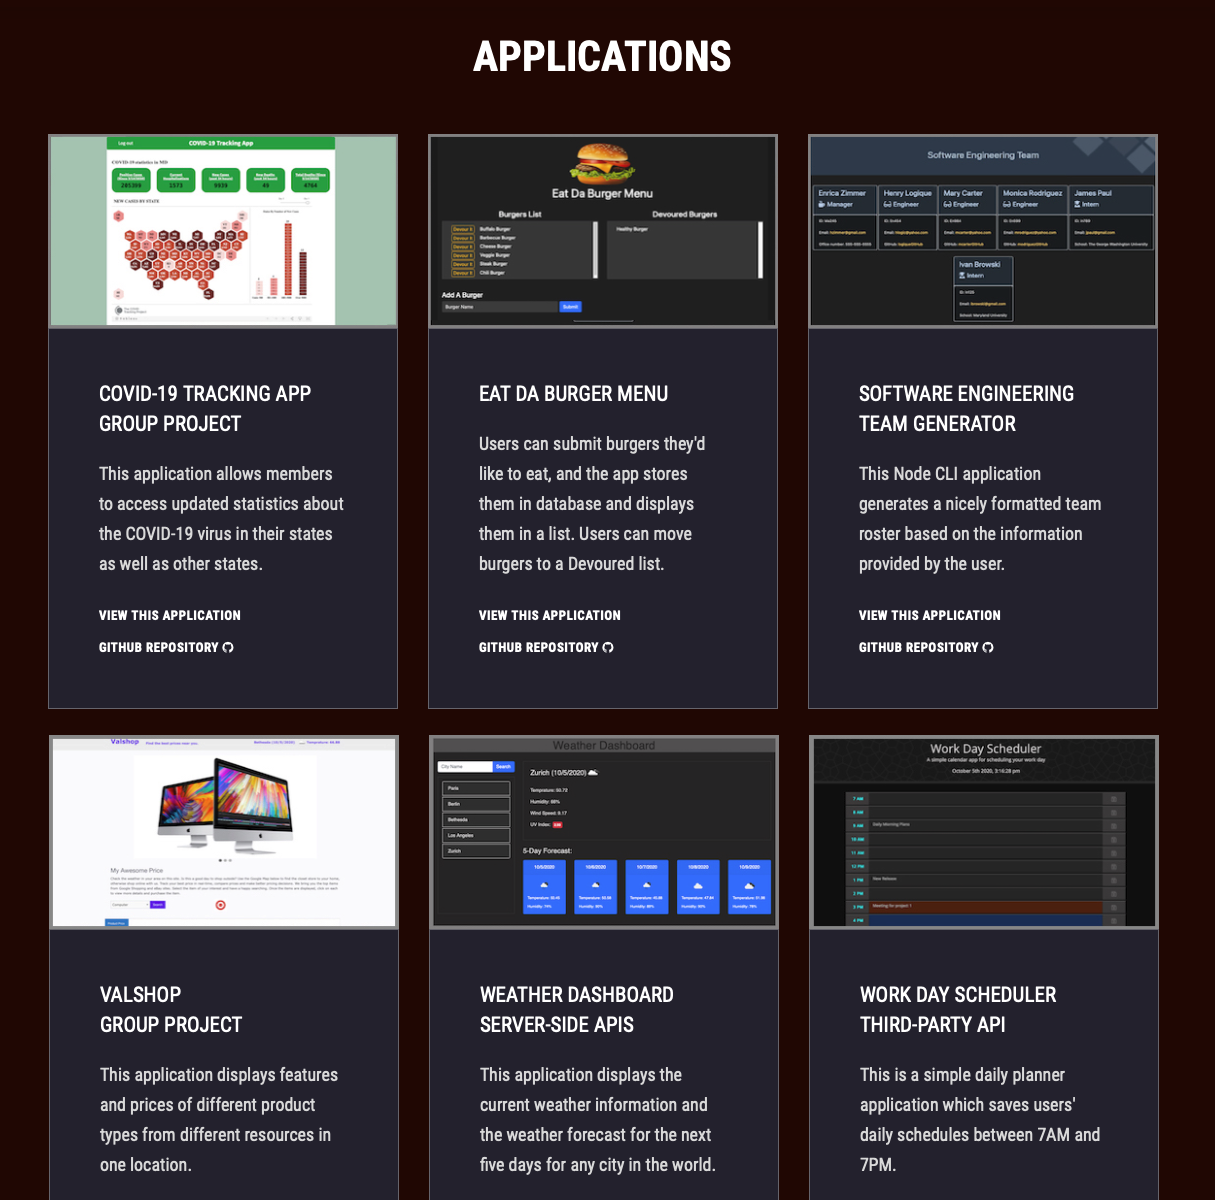 APPLICATIONS
Log out
COVID-19 Tracking App
COVID-19 statistics in MD
NEW CASES BY STATE
Eat Da Burger Menu
Burgers List
Devoured Burgers
Devour It Buffalo Burger
Devour It Barbecue Burger
Devour It Cheese Burger
Devour It Veggie Burger
Devour It Steak Burger
Devour It Chili Burger
Healthy Burger
Add A Burger
Burger Name
Submit
Software Engineering Team
Enrica Zimmer
Manager
Henry Logique
Engineer
Mary Carter
Engineer
Monica Rodriguez
Engineer
James Paul
Intern
Ivan Browski
Intern
COVID-19 TRACKING APP
GROUP PROJECT
This application allows members
to access updated statistics about
the COVID-19 virus in their states
as well as other states.
VIEW THIS APPLICATION
GITHUB REPOSITORY
EAT DA BURGER MENU
Users can submit burgers they'd
like to eat, and the app stores
them in database and displays
them in a list. Users can move
burgers to a Devoured list.
VIEW THIS APPLICATION
GITHUB REPOSITORY
SOFTWARE ENGINEERING
TEAM GENERATOR
This Node CLI application
generates a nicely formatted team
roster based on the information
provided by the user.
VIEW THIS APPLICATION
GITHUB REPOSITORY
Valshop
Find the best prices near you.
My Awesome Price
Computer
Search
Weather Dashboard
City Name
Search
Paris
Berlin
Bethesda
Los Angeles
Zurich
Zurich (10/5/2020)
Humidity: 66%
Wind Speed: 9.17
UV Index:
5-Day Forecast:
10/5/2020
10/6/2020
10/7/2020
10/8/2020
Work Day Scheduler
A simple calendar app for scheduling your work day
October 5th 2020, 3:10:28 pm
7 AM
8 AM
9 AM Daily Morning Plans
10 AM
11 AM
12 PM
1 PM New Release
2 PM
3 PM Meeting for project 1
4 PM
VALSHOP
GROUP PROJECT
This application displays features
and prices of different product
types from different resources in
one location.
WEATHER DASHBOARD
SERVER-SIDE APIS
This application displays the
current weather information and
the weather forecast for the next
five days for any city in the world.
WORK DAY SCHEDULER
THIRD-PARTY API
This is a simple daily planner
application which saves users'
daily schedules between 7AM and
7PM.